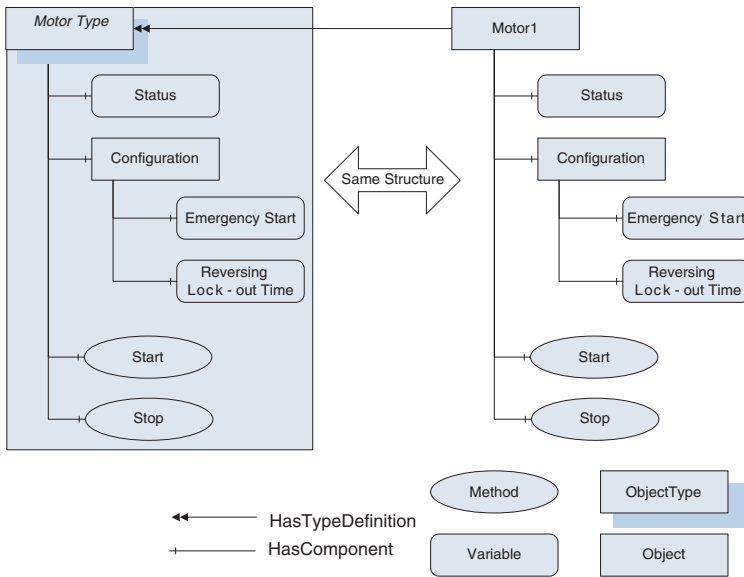 Motor Type
Motor1
Status
Status
Configuration
Configuration
Same Structure
Emergency Start
Emergency Start
Reversing
Lock - out Time
Reversing
Lock - out Time
Start
Start
Stop
Stop
Method
ObjectType
HasTypeDefinition
HasComponent
Variable
Object